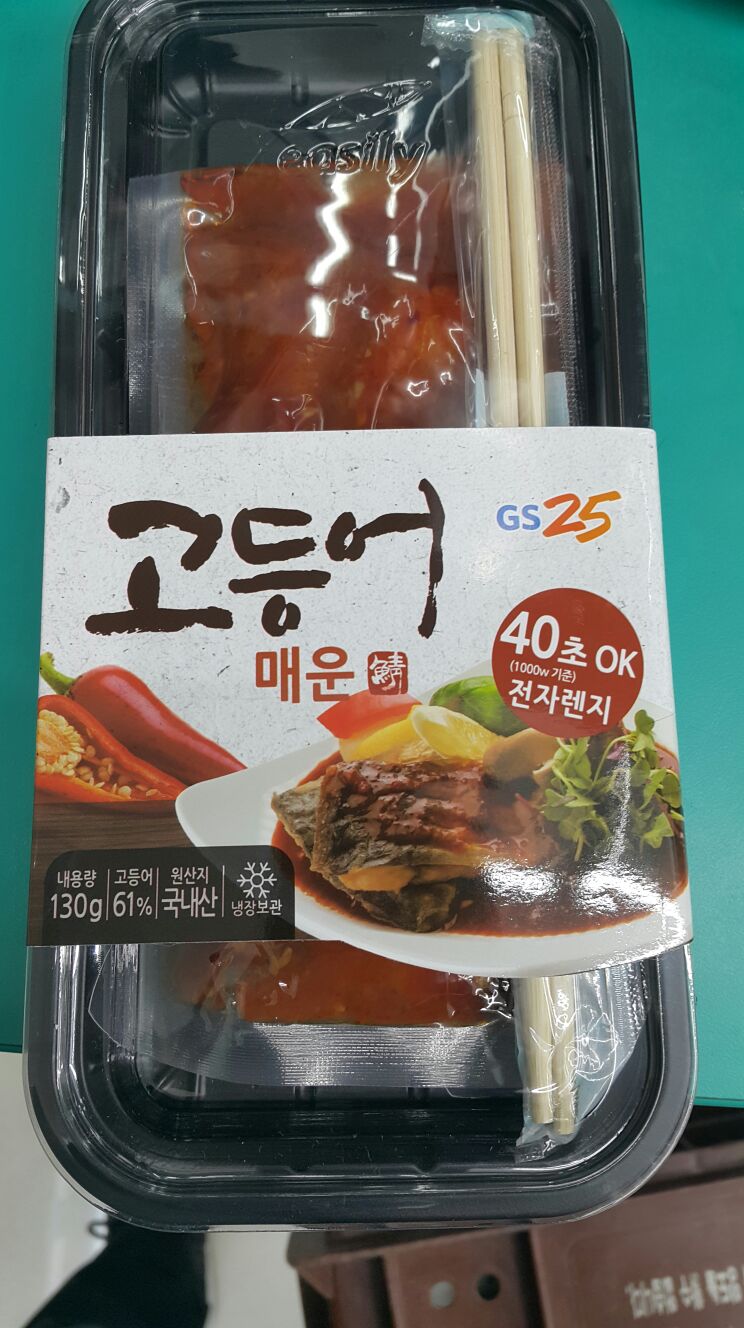 easily
고등어
GS25
매운 鯖
40초 OK
(1000w 기준)
전자렌지
내용량
130g
고등어
61%
원산지
국내산
냉장보관